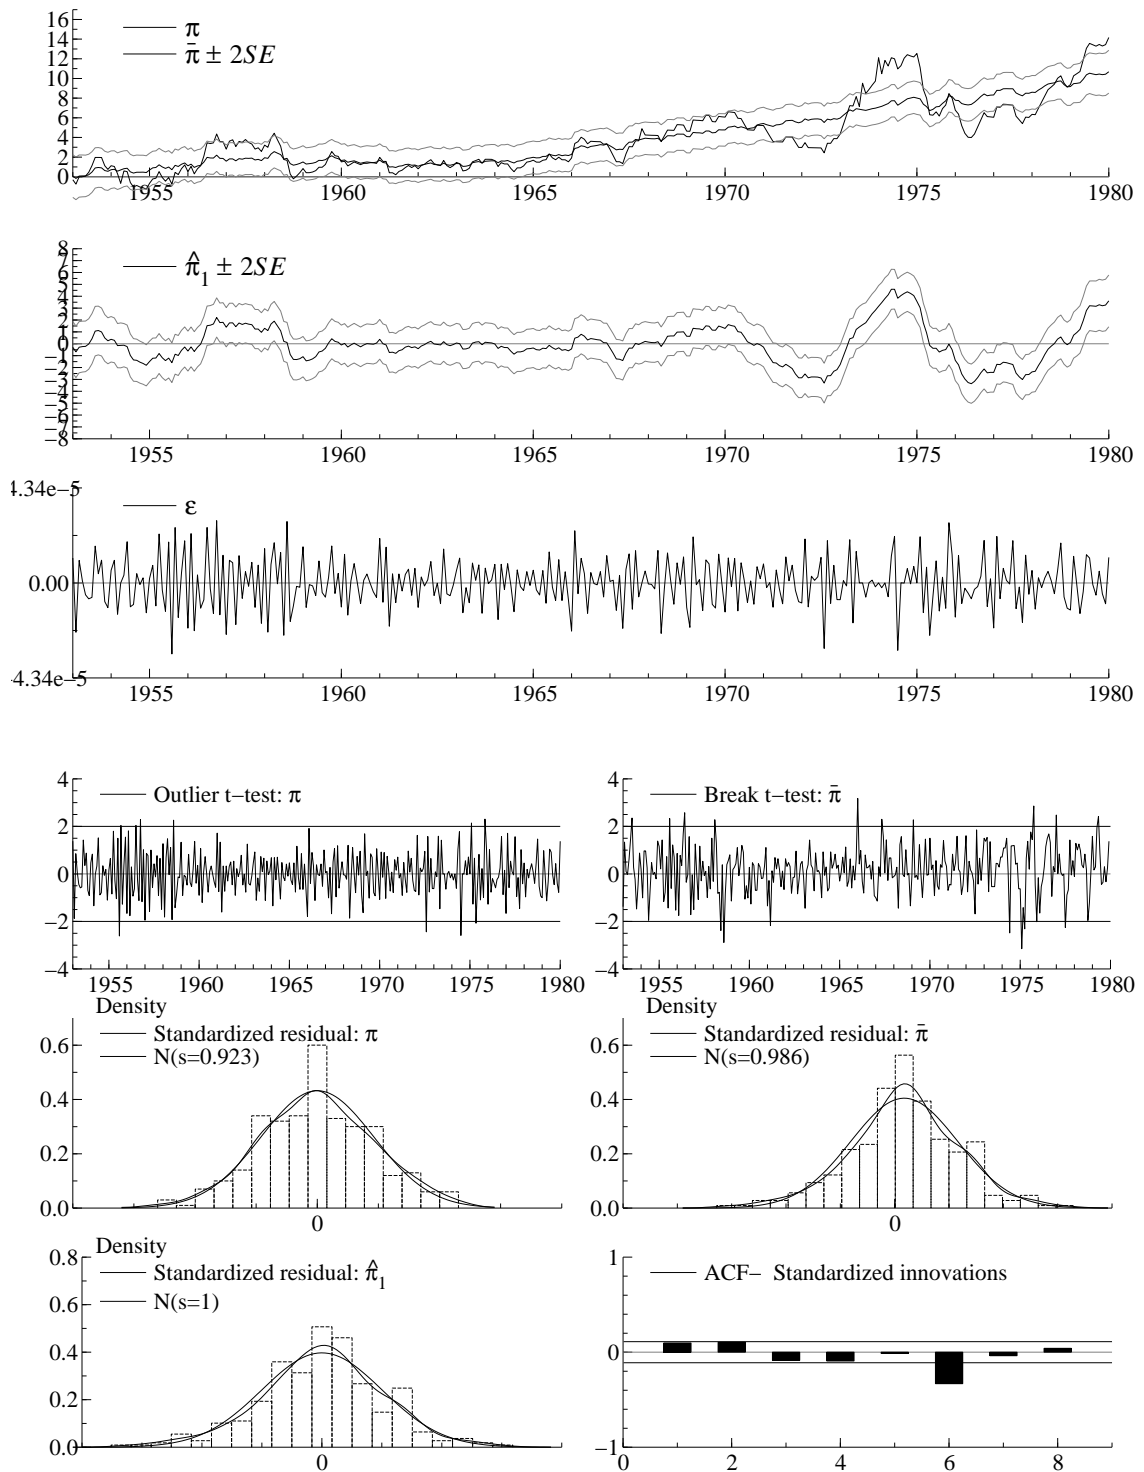 16
14
12
10
8
6
4
2
0
π
π̄ ± 2SE
1955 1960 1965 1970 1975 1980
8
7
6
5
4
3
2
1
0
−1
−2
−3
−4
−5
−6
−7
−8
π̂1 ± 2SE
1955 1960 1965 1970 1975 1980
4.34e−5
0.00
-4.34e−5
ε
1955 1960 1965 1970 1975 1980
4
2
0
−2
−4
Outlier t−test: π
1955 1960 1965 1970 1975 1980
4
2
0
−2
−4
Break t−test: π̄
1955 1960 1965 1970 1975 1980
Density
Standardized residual: π
N(s=0.923)
0.6
0.4
0.2
0.0
0
Density
Standardized residual: π̄
N(s=0.986)
0.6
0.4
0.2
0.0
0
Density
Standardized residual: π̂1
N(s=1)
0.8
0.6
0.4
0.2
0.0
0
1
0
−1
ACF− Standardized innovations
0 2 4 6 8